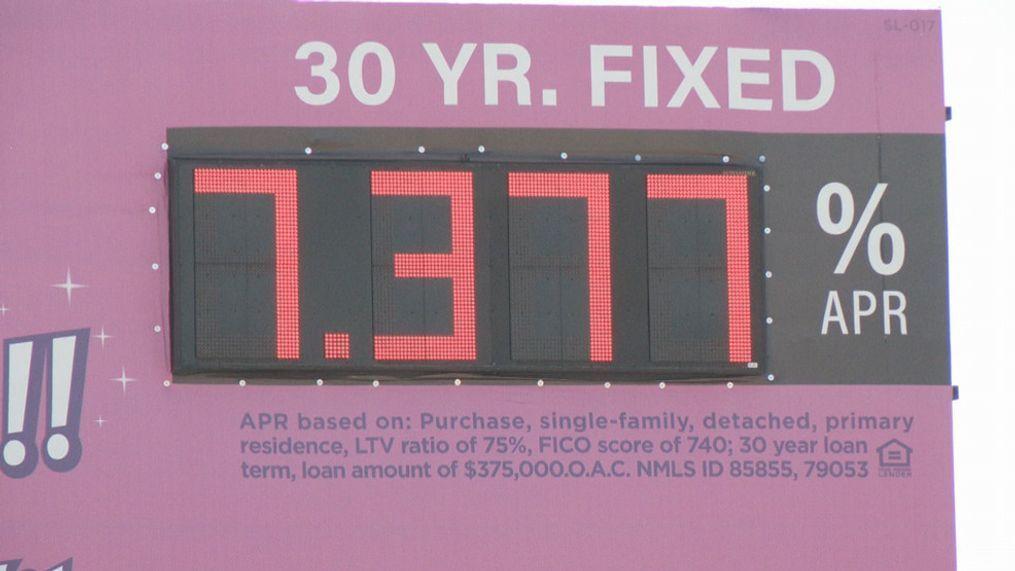 SL-017
30 YR. FIXED
7.377
%
APR
!!
APR based on: Purchase, single-family, detached, primary
residence, LTV ratio of 75%, FICO score of 740; 30 year loan
term, loan amount of $375,000.O.A.C. NMLS ID 85855, 79053
LENDER